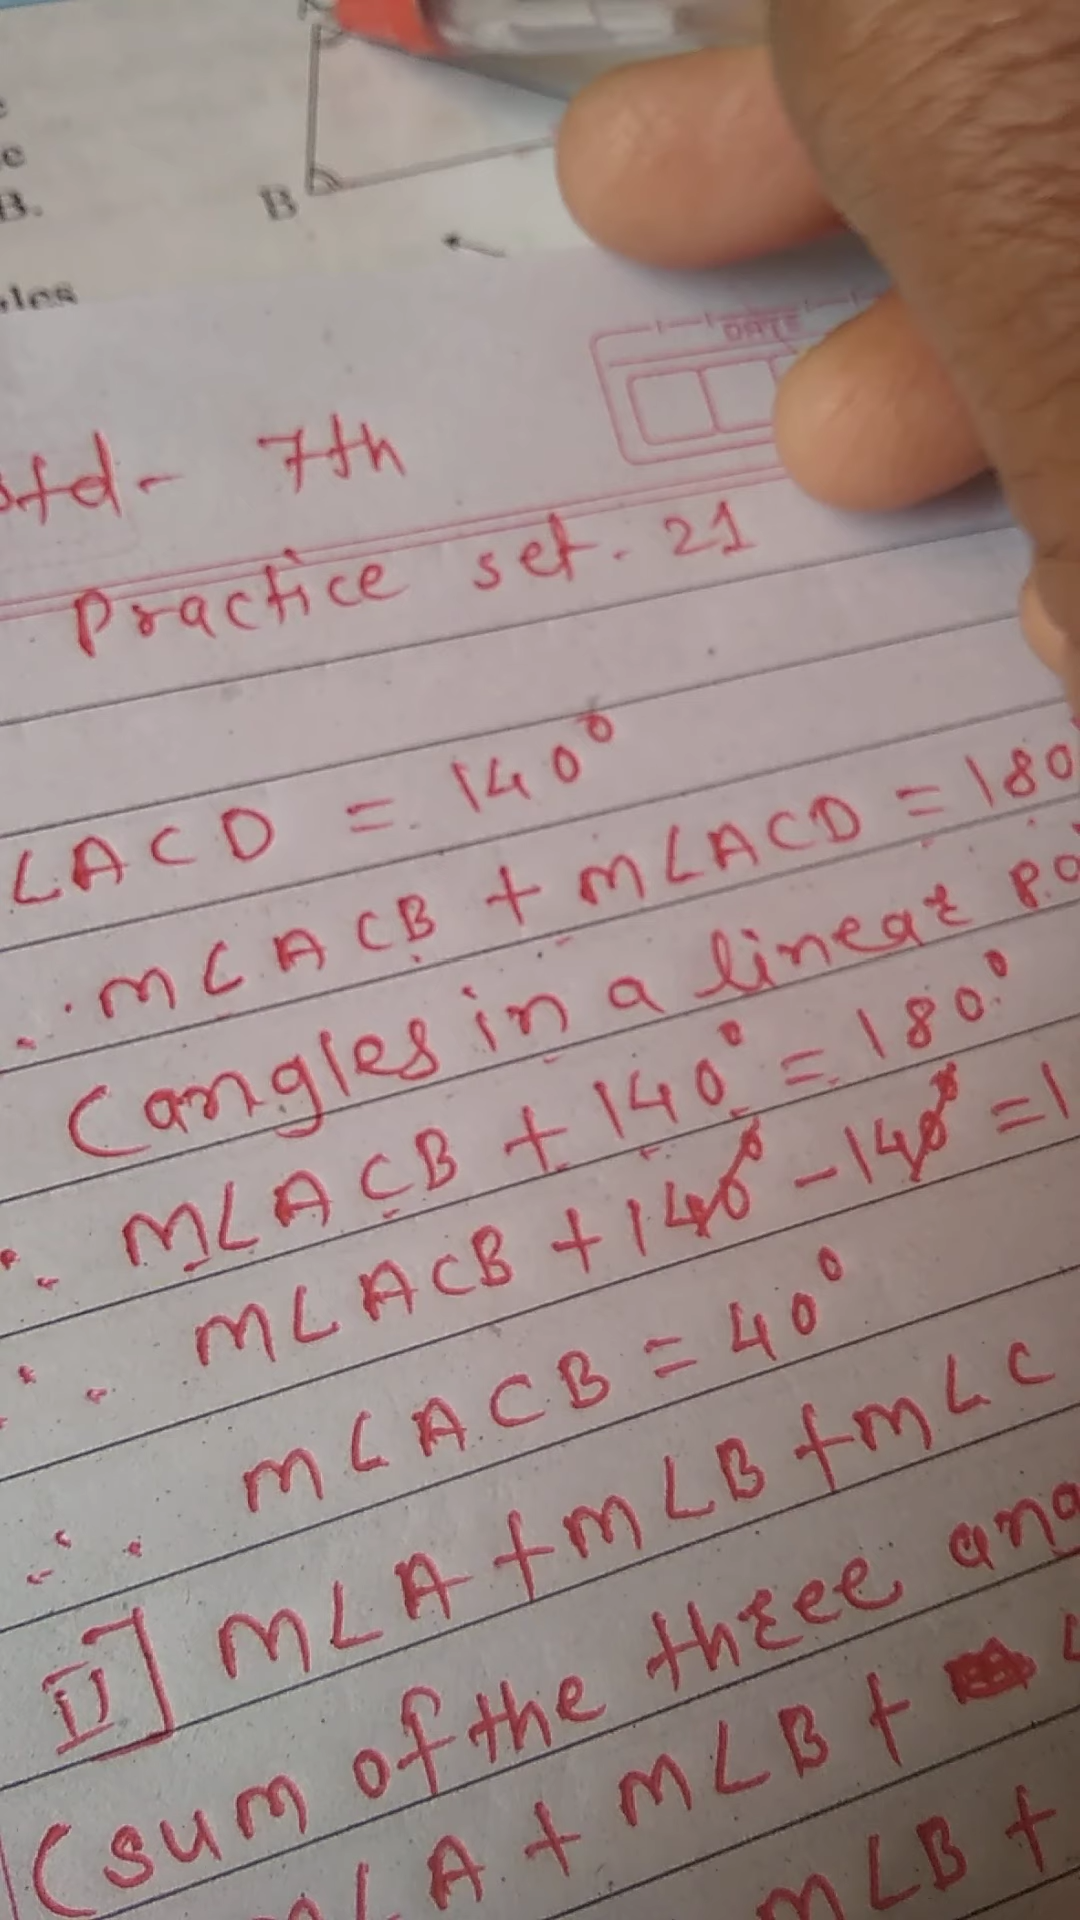 A
B.
B
DATE
Std- 7th
Practice set. 21
∠ACD = 140°
∴ m∠ACB + m∠ACD = 180
(angles in a linear
∴ m∠ACB + 140° = 180°
∴ m∠ACB + 140° - 140° = 1
∴ m∠ACB = 40°
II] m∠A + m∠B + m∠C
(sum of the three
m∠A + m∠B +
m∠B +